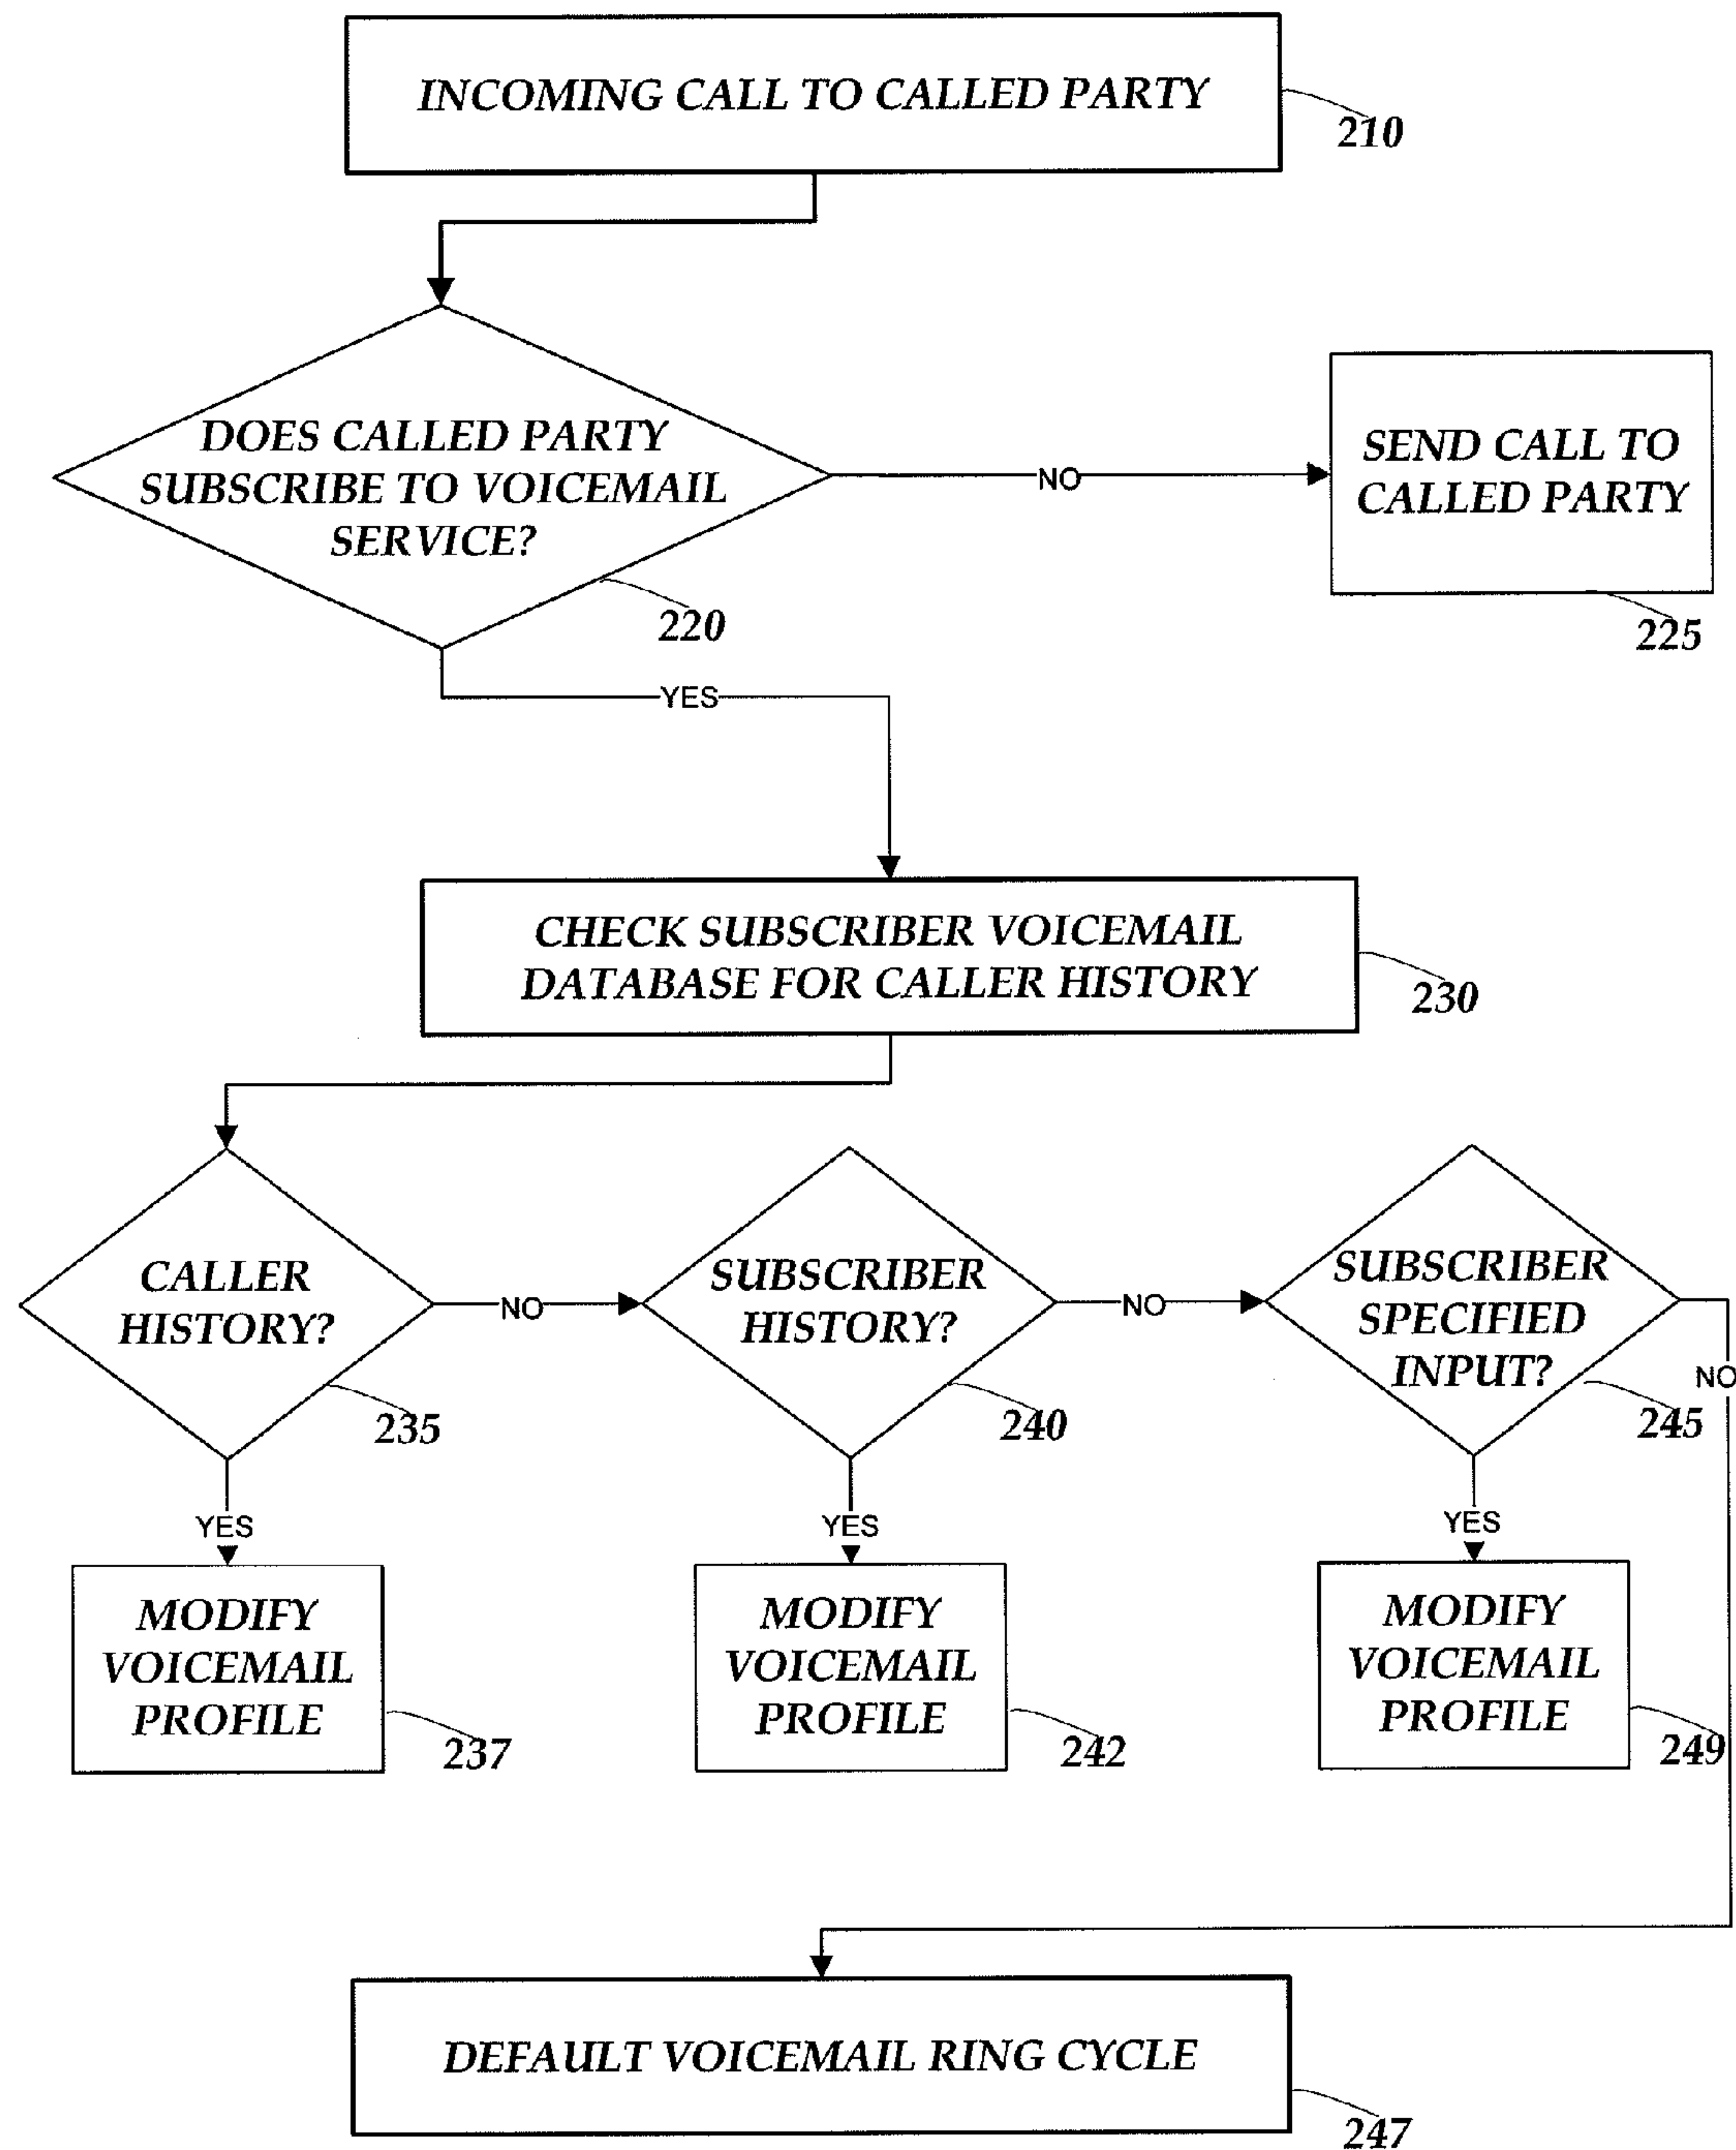 INCOMING CALL TO CALLED PARTY
210
DOES CALLED PARTY
SUBSCRIBE TO VOICEMAIL
SERVICE?
220
NO
SEND CALL TO
CALLED PARTY
225
YES
CHECK SUBSCRIBER VOICEMAIL
DATABASE FOR CALLER HISTORY
230
CALLER
HISTORY?
235
NO
SUBSCRIBER
HISTORY?
240
NO
SUBSCRIBER
SPECIFIED
INPUT?
245
NO
YES
YES
YES
MODIFY
VOICEMAIL
PROFILE
237
MODIFY
VOICEMAIL
PROFILE
242
MODIFY
VOICEMAIL
PROFILE
249
DEFAULT VOICEMAIL RING CYCLE
247